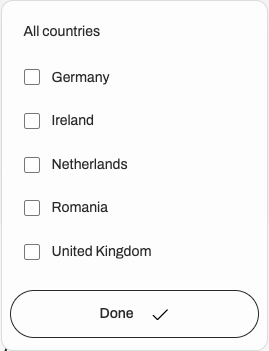 All countries
Germany
Ireland
Netherlands
Romania
United Kingdom
Done